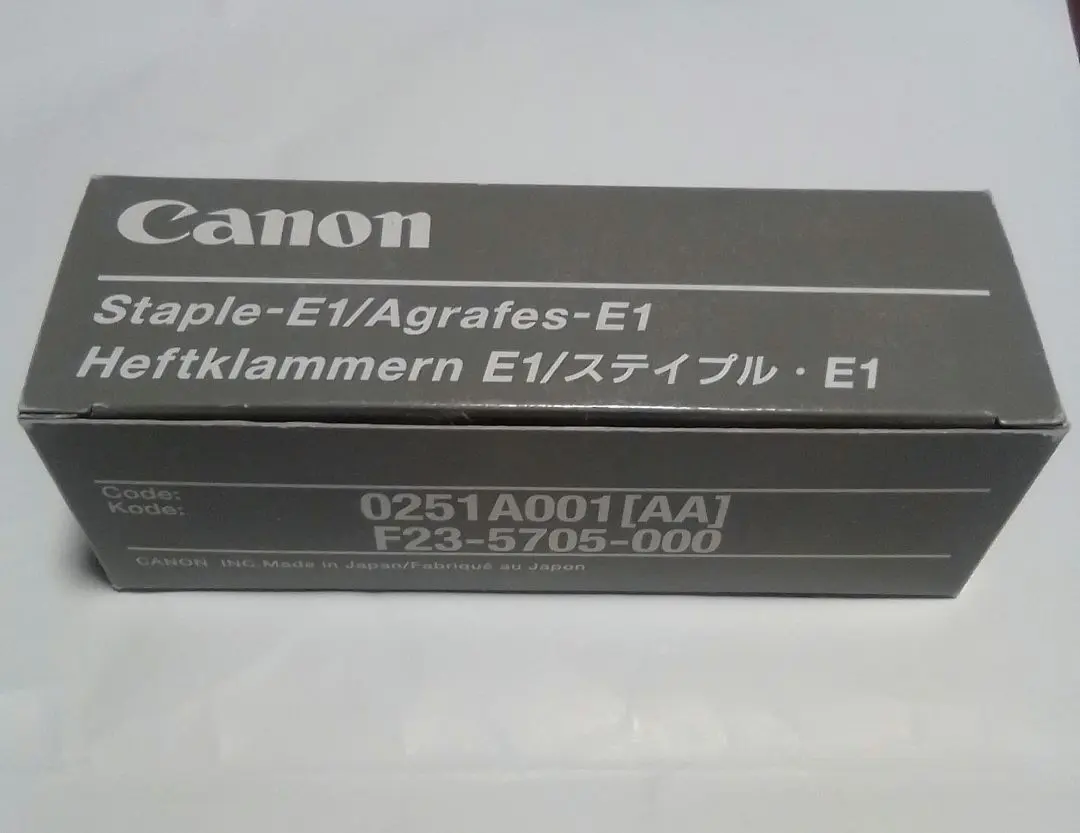 Canon
Staple-E1/Agrafes-E1
Heftklammern E1/ステイプル・E1
Code:
Kode:
0251A001[AA]
F23-5705-000
CANON INC. Made in Japan/Fabriqué au Japon